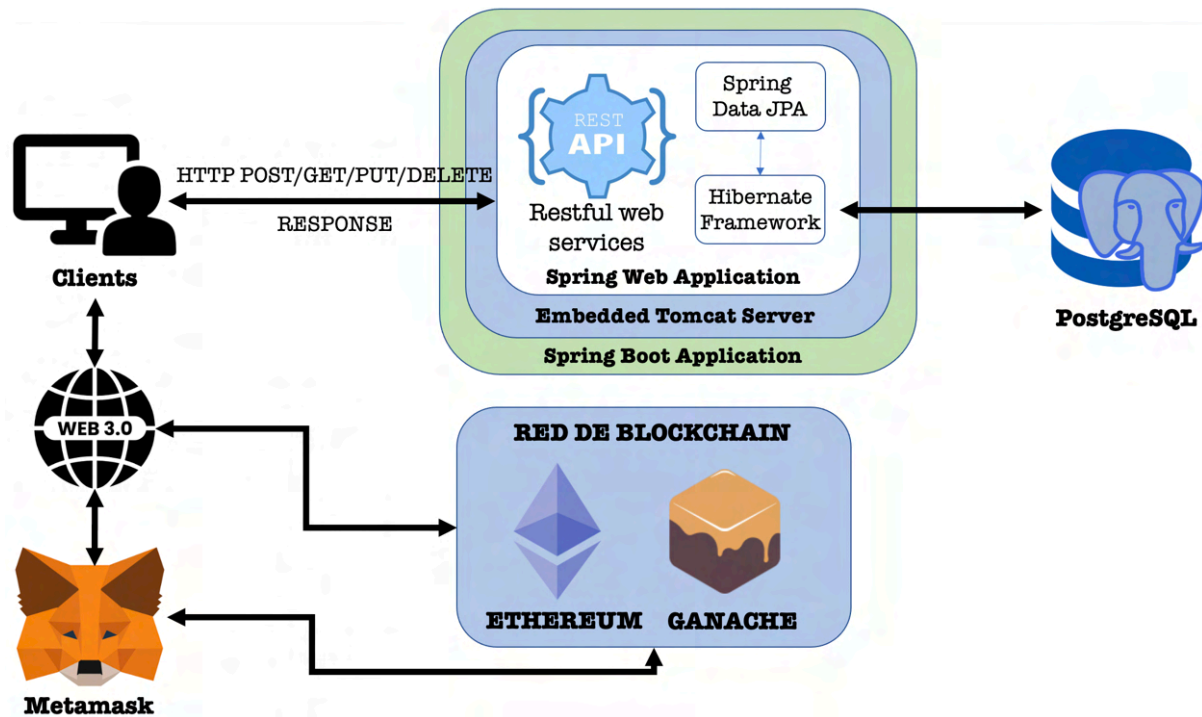 Clients
HTTP POST/GET/PUT/DELETE
RESPONSE
REST
API
Restful web
services
Spring
Data JPA
Hibernate
Framework
Spring Web Application
Embedded Tomcat Server
Spring Boot Application
PostgreSQL
WEB 3.0
RED DE BLOCKCHAIN
ETHEREUM
GANACHE
Metamask